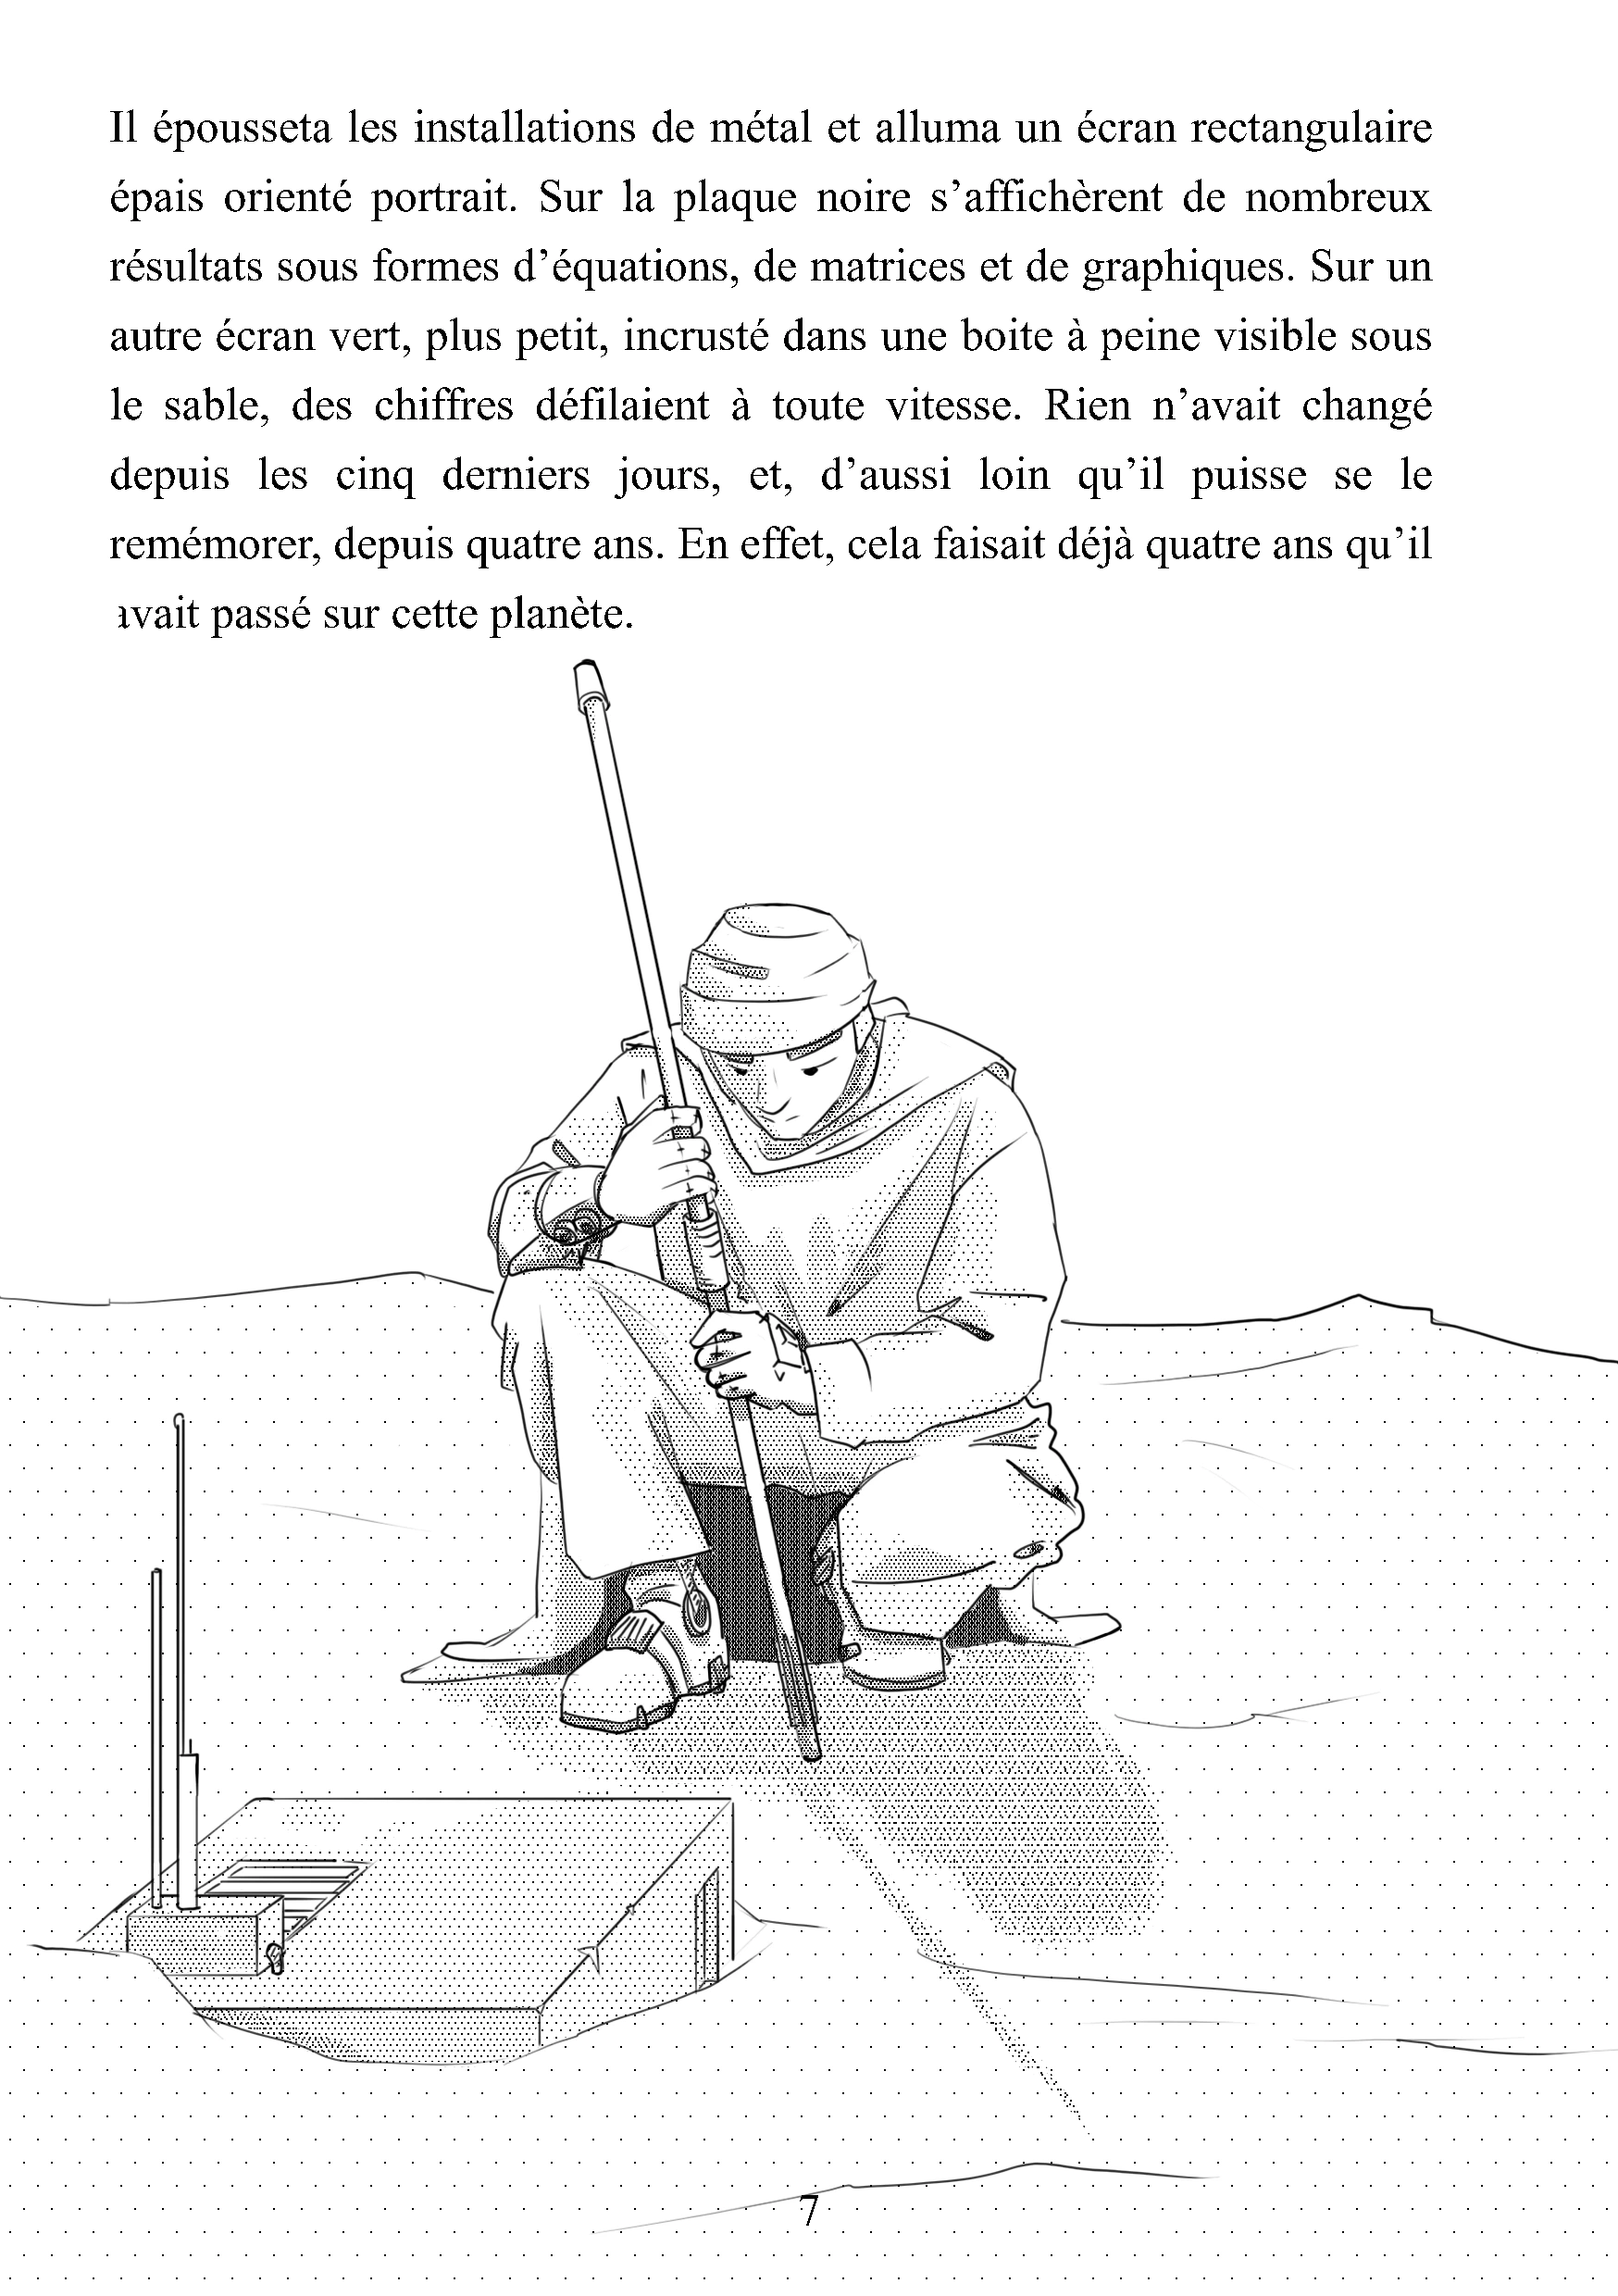 Il épousseta les installations de métal et alluma un écran rectangulaire
épais orienté portrait. Sur la plaque noire s’affichèrent de nombreux
résultats sous formes d’équations, de matrices et de graphiques. Sur un
autre écran vert, plus petit, incrusté dans une boite à peine visible sous
le sable, des chiffres défilaient à toute vitesse. Rien n’avait changé
depuis les cinq derniers jours, et, d’aussi loin qu’il puisse se le
remémorer, depuis quatre ans. En effet, cela faisait déjà quatre ans qu’il
avait passé sur cette planète.
7